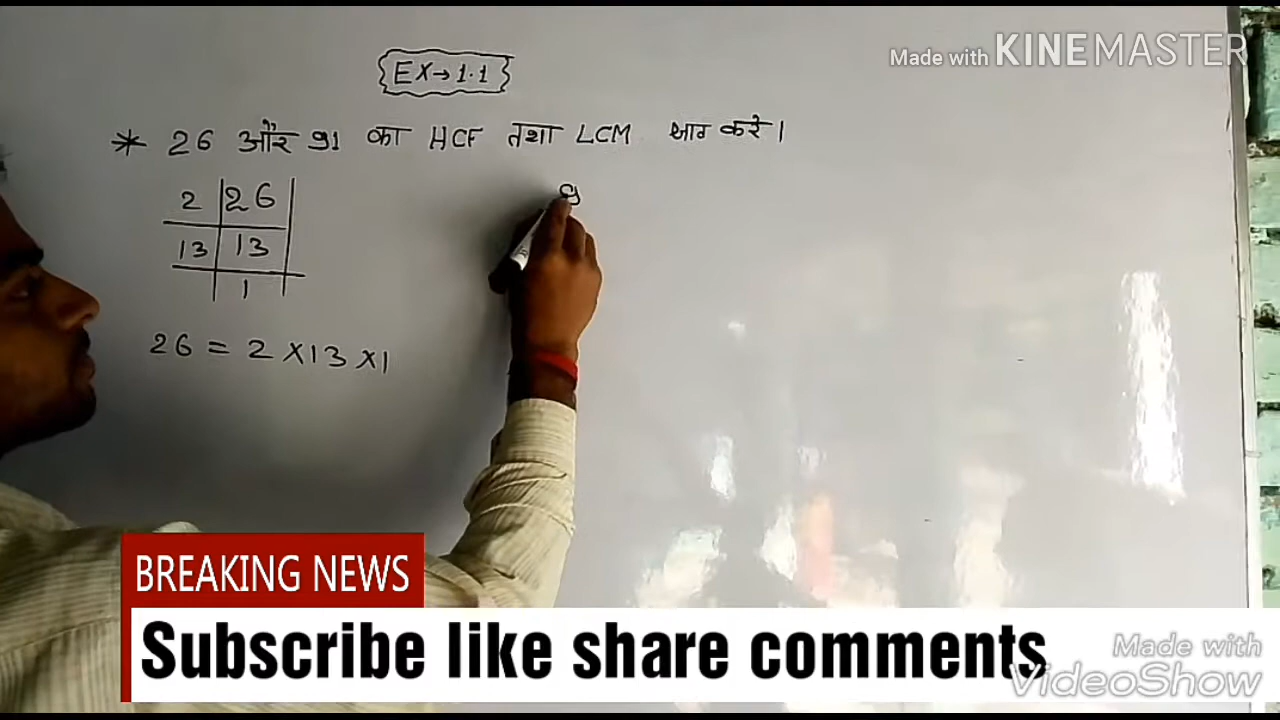 Made with KINEMASTER
EX→1.1
* 26 और 91 का HCF तथा LCM ज्ञात करे।
2 | 26
13 | 13
1
9
26 = 2 X 13 X 1
BREAKING NEWS
Subscribe like share comments
Made with
VideoShow